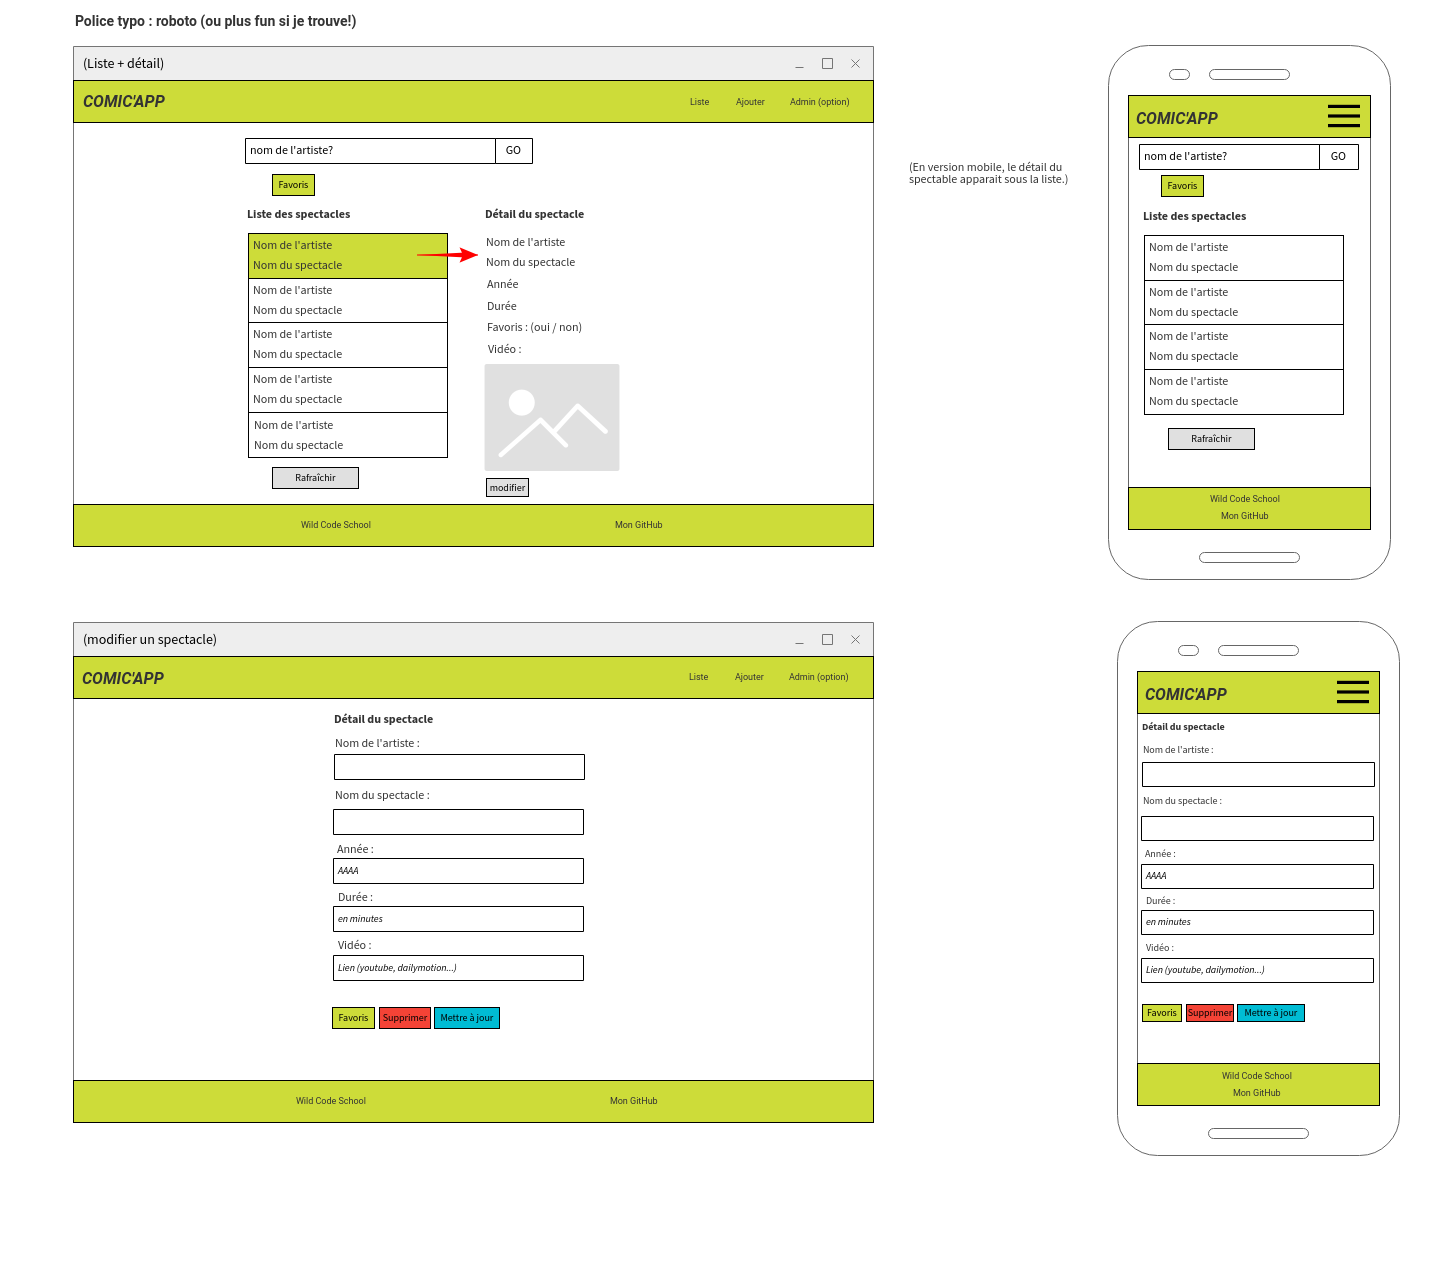 Police typo : roboto (ou plus fun si je trouve!)
(Liste + détail)
COMIC'APP
Liste Ajouter Admin (option)
nom de l'artiste? GO
Favoris
Liste des spectacles
Nom de l'artiste
Nom du spectacle
Nom de l'artiste
Nom du spectacle
Nom de l'artiste
Nom du spectacle
Nom de l'artiste
Nom du spectacle
Nom de l'artiste
Nom du spectacle
Rafraîchir
Détail du spectacle
Nom de l'artiste
Nom du spectacle
Année
Durée
Favoris : (oui / non)
Vidéo :
modifier
Wild Code School Mon GitHub
(En version mobile, le détail du
spectable apparait sous la liste.)
COMIC'APP
nom de l'artiste? GO
Favoris
Liste des spectacles
Nom de l'artiste
Nom du spectacle
Nom de l'artiste
Nom du spectacle
Nom de l'artiste
Nom du spectacle
Nom de l'artiste
Nom du spectacle
Rafraîchir
Wild Code School
Mon GitHub
(modifier un spectacle)
COMIC'APP
Liste Ajouter Admin (option)
Détail du spectacle
Nom de l'artiste :
Nom du spectacle :
Année :
AAAA
Durée :
en minutes
Vidéo :
Lien (youtube, dailymotion...)
Favoris Supprimer Mettre à jour
Wild Code School Mon GitHub
COMIC'APP
Détail du spectacle
Nom de l'artiste :
Nom du spectacle :
Année :
AAAA
Durée :
en minutes
Vidéo :
Lien (youtube, dailymotion...)
Favoris Supprimer Mettre à jour
Wild Code School
Mon GitHub